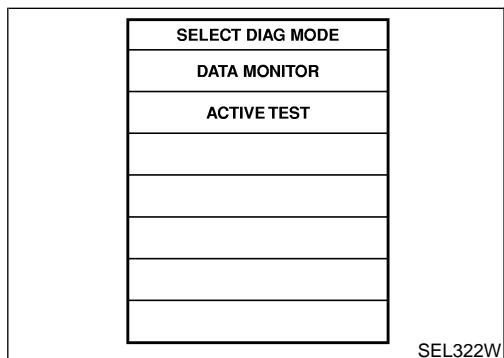 SELECT DIAG MODE
DATA MONITOR
ACTIVE TEST
SEL322W